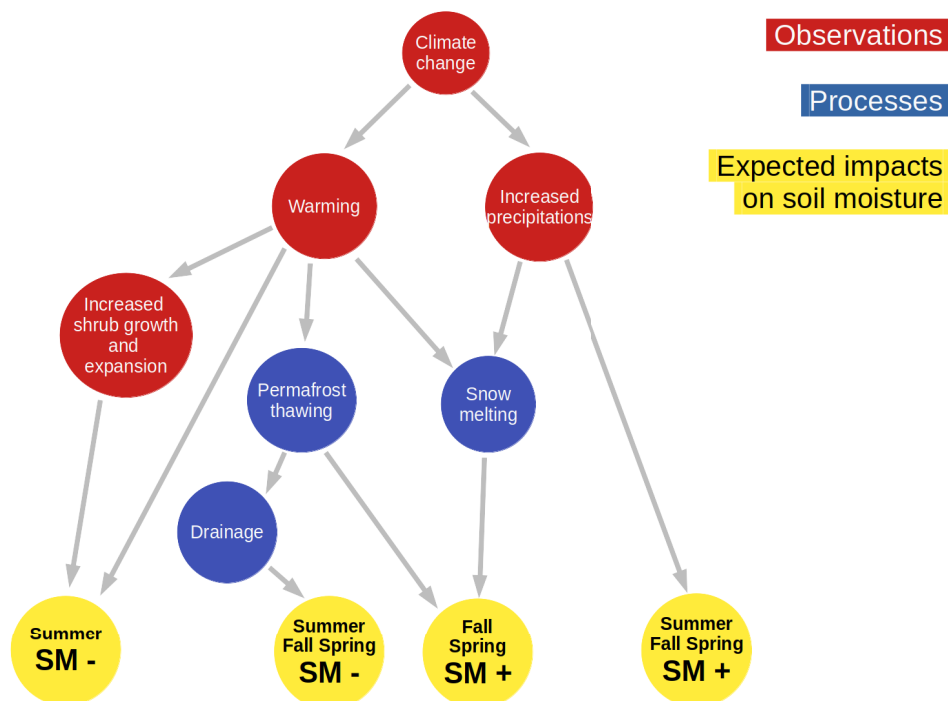 Climate
change
Observations
Processes
Expected impacts
on soil moisture
Warming
Increased
precipitations
Increased
shrub growth
and
expansion
Permafrost
thawing
Snow
melting
Drainage
Summer
SM -
Summer
Fall Spring
SM -
Fall
Spring
SM +
Summer
Fall Spring
SM +